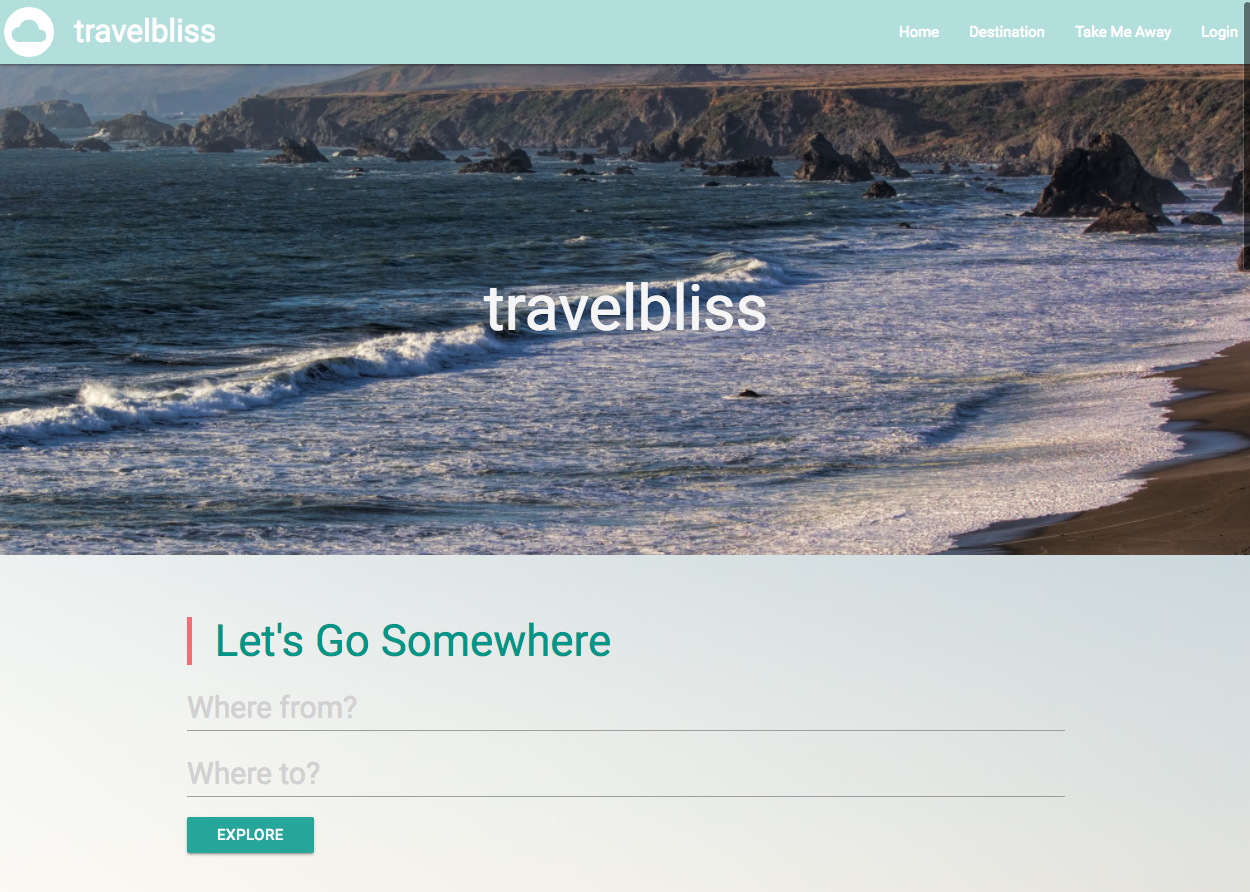 travelbliss
Home Destination Take Me Away Login
travelbliss
Let's Go Somewhere
Where from?
Where to?
EXPLORE